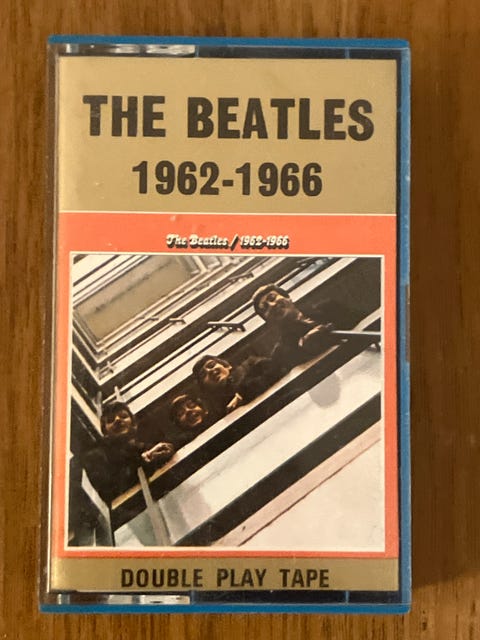 THE BEATLES
1962-1966
The Beatles / 1962-1966
DOUBLE PLAY TAPE